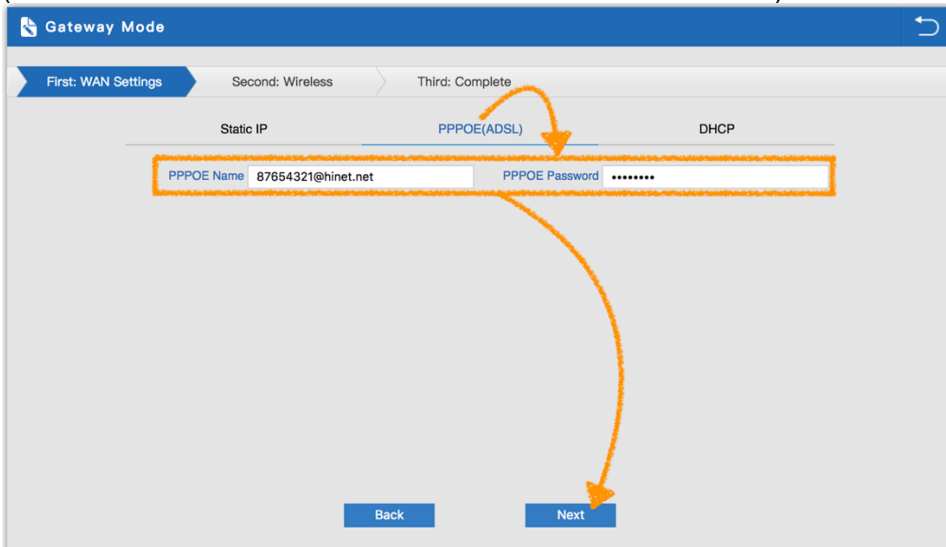 Gateway Mode
First: WAN Settings Second: Wireless Third: Complete
Static IP PPPOE(ADSL) DHCP
PPPOE Name 87654321@hinet.net PPPOE Password ••••••••
Back Next